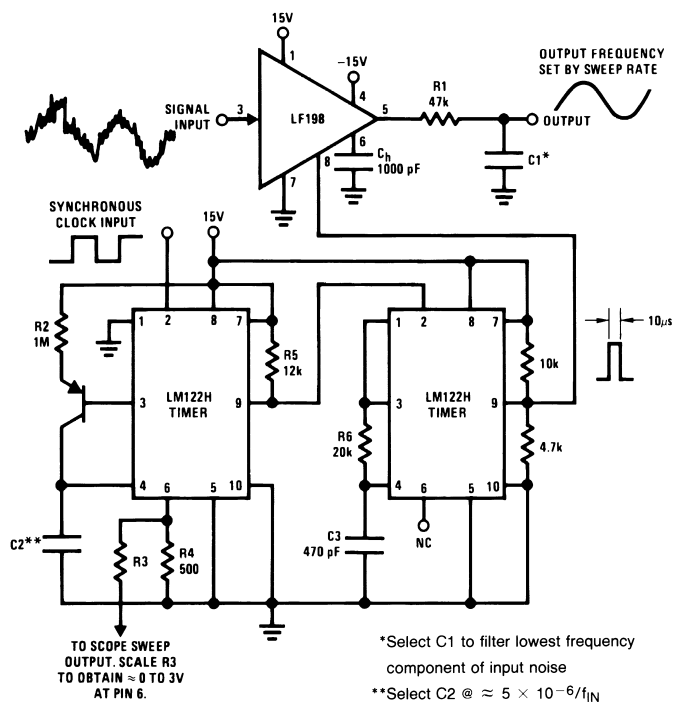 15V
1
-15V
4
OUTPUT FREQUENCY
SET BY SWEEP RATE
SIGNAL
INPUT
3
LF198
5
R1
47k
OUTPUT
6
8
Ch
1000 pF
C1*
7
SYNCHRONOUS
CLOCK INPUT
15V
R2
1M
1
2
8
7
R5
12k
3
LM122H
TIMER
9
4
6
5
10
C2**
R3
R4
500
1
2
8
7
10k
10µs
3
LM122H
TIMER
9
R6
20k
4.7k
4
6
5
10
C3
470 pF
NC
TO SCOPE SWEEP
OUTPUT. SCALE R3
TO OBTAIN ≈ 0 TO 3V
AT PIN 6.
*Select C1 to filter lowest frequency
component of input noise
**Select C2 @ ≈ 5 × 10⁻⁶/fIN